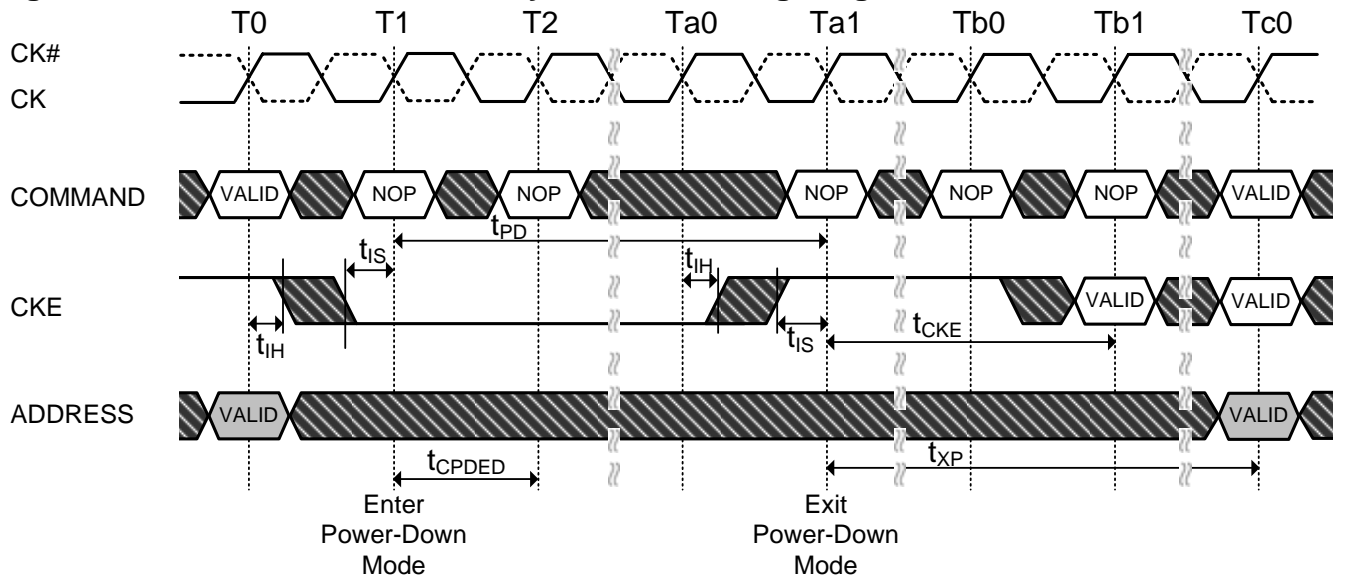 T0 T1 T2 Ta0 Ta1 Tb0 Tb1 Tc0
CK#
CK
COMMAND VALID NOP NOP NOP NOP NOP VALID
tPD
tIS tIH
CKE VALID VALID
tIH tIS tCKE
ADDRESS VALID VALID
tCPDED tXP
Enter Power-Down Mode
Exit Power-Down Mode